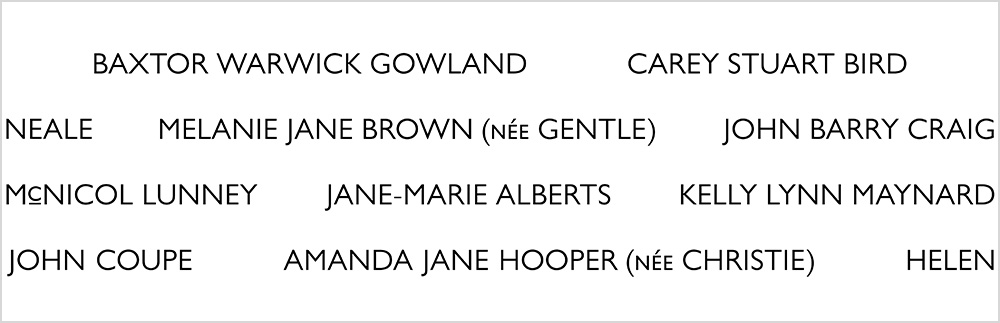 BAXTOR WARWICK GOWLAND CAREY STUART BIRD
NEALE MELANIE JANE BROWN (NÉE GENTLE) JOHN BARRY CRAIG
McNICOL LUNNEY JANE-MARIE ALBERTS KELLY LYNN MAYNARD
JOHN COUPE AMANDA JANE HOOPER (NÉE CHRISTIE) HELEN